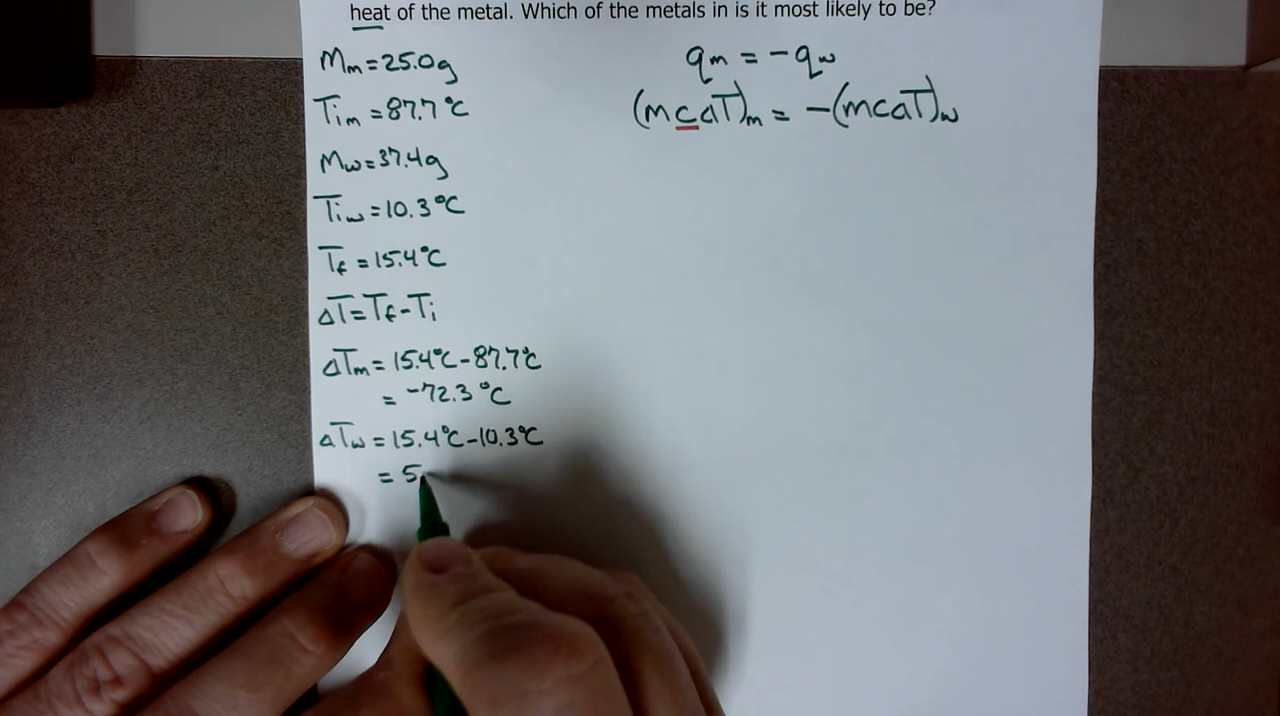 heat of the metal. Which of the metals in is it most likely to be?
Mm=25.0g
Tim=87.7°C
Mw=37.4g
Tiw=10.3°C
Tf=15.4°C
ΔT=Tf-Ti
ΔTm=15.4°C-87.7°C
= -72.3°C
ΔTw=15.4°C-10.3°C
= 5
qm = -qw
(mcΔT)m = -(mcΔT)w